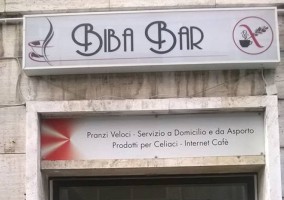 BIBA BAR
Pranzi Veloci - Servizio a Domicilio e da Asporto
Prodotti per Celiaci - Internet Cafè